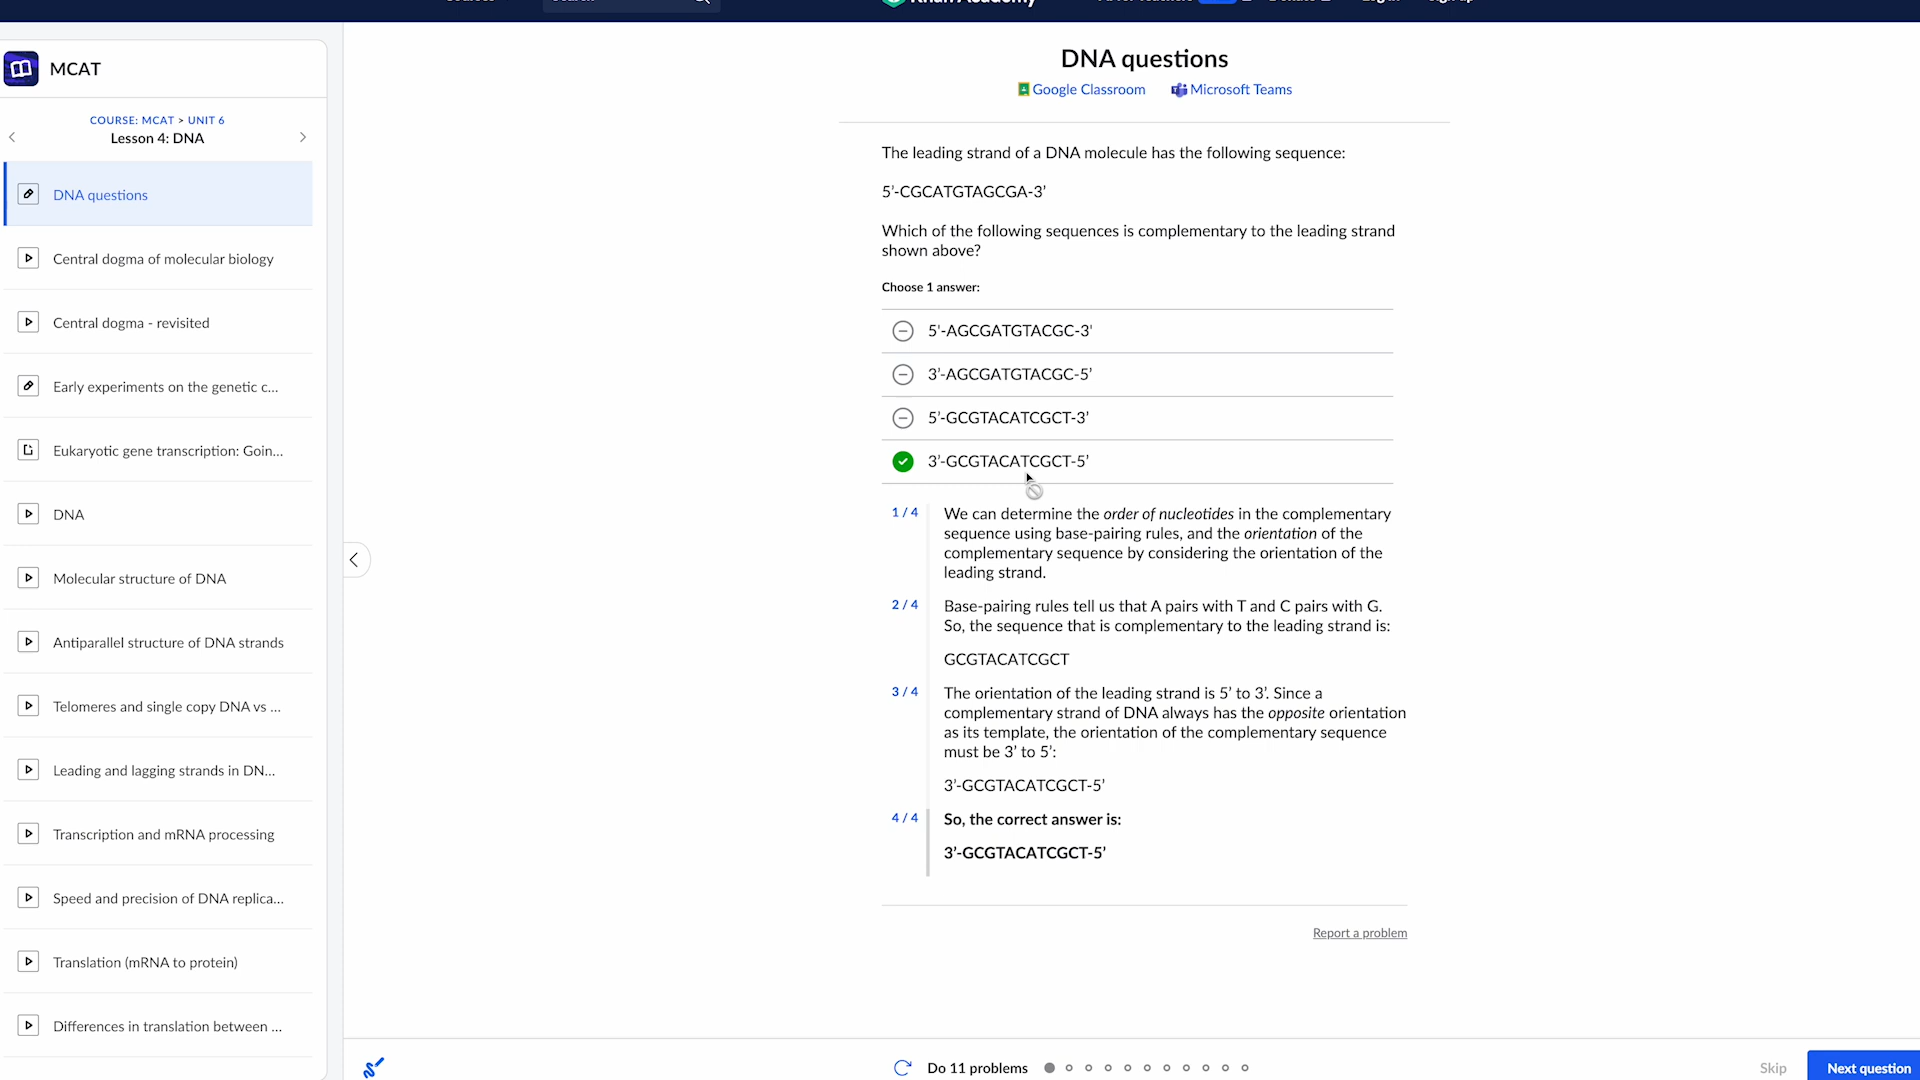 MCAT
COURSE: MCAT > UNIT 6
Lesson 4: DNA
DNA questions
Central dogma of molecular biology
Central dogma - revisited
Early experiments on the genetic c...
Eukaryotic gene transcription: Goin...
DNA
Molecular structure of DNA
Antiparallel structure of DNA strands
Telomeres and single copy DNA vs ...
Leading and lagging strands in DN...
Transcription and mRNA processing
Speed and precision of DNA replica...
Translation (mRNA to protein)
Differences in translation between ...
DNA questions
Google Classroom
Microsoft Teams
The leading strand of a DNA molecule has the following sequence:
5’-CGCATGTAGCGA-3’
Which of the following sequences is complementary to the leading strand
shown above?
Choose 1 answer:
5'-AGCGATGTACGC-3'
3’-AGCGATGTACGC-5’
5’-GCGTACATCGCT-3’
3’-GCGTACATCGCT-5’
1 / 4
We can determine the order of nucleotides in the complementary
sequence using base-pairing rules, and the orientation of the
complementary sequence by considering the orientation of the
leading strand.
2 / 4
Base-pairing rules tell us that A pairs with T and C pairs with G.
So, the sequence that is complementary to the leading strand is:
GCGTACATCGCT
3 / 4
The orientation of the leading strand is 5’ to 3’. Since a
complementary strand of DNA always has the opposite orientation
as its template, the orientation of the complementary sequence
must be 3’ to 5’:
3’-GCGTACATCGCT-5’
4 / 4
So, the correct answer is:
3’-GCGTACATCGCT-5’
Report a problem
Do 11 problems
Skip
Next question